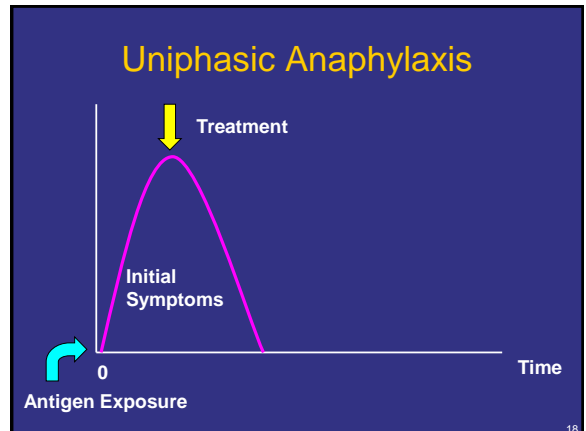 Uniphasic Anaphylaxis
Treatment
Initial
Symptoms
0
Time
Antigen Exposure
18